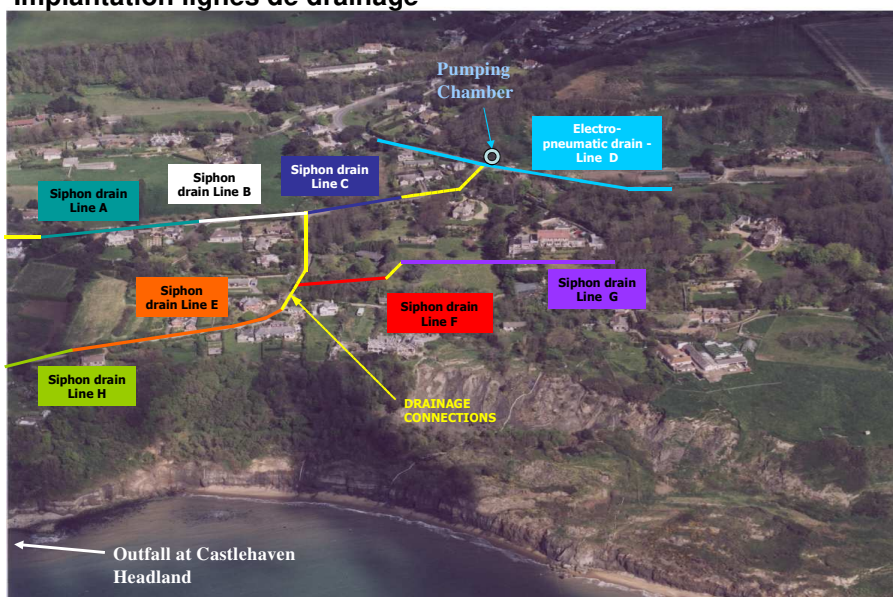 Implantation lignes de drainage
Pumping
Chamber
Electro-
pneumatic drain -
Line D
Siphon
drain Line B
Siphon drain
Line C
Siphon drain
Line A
Siphon
drain Line E
Siphon drain
Line G
Siphon drain
Line F
Siphon drain
Line H
DRAINAGE
CONNECTIONS
Outfall at Castlehaven
Headland